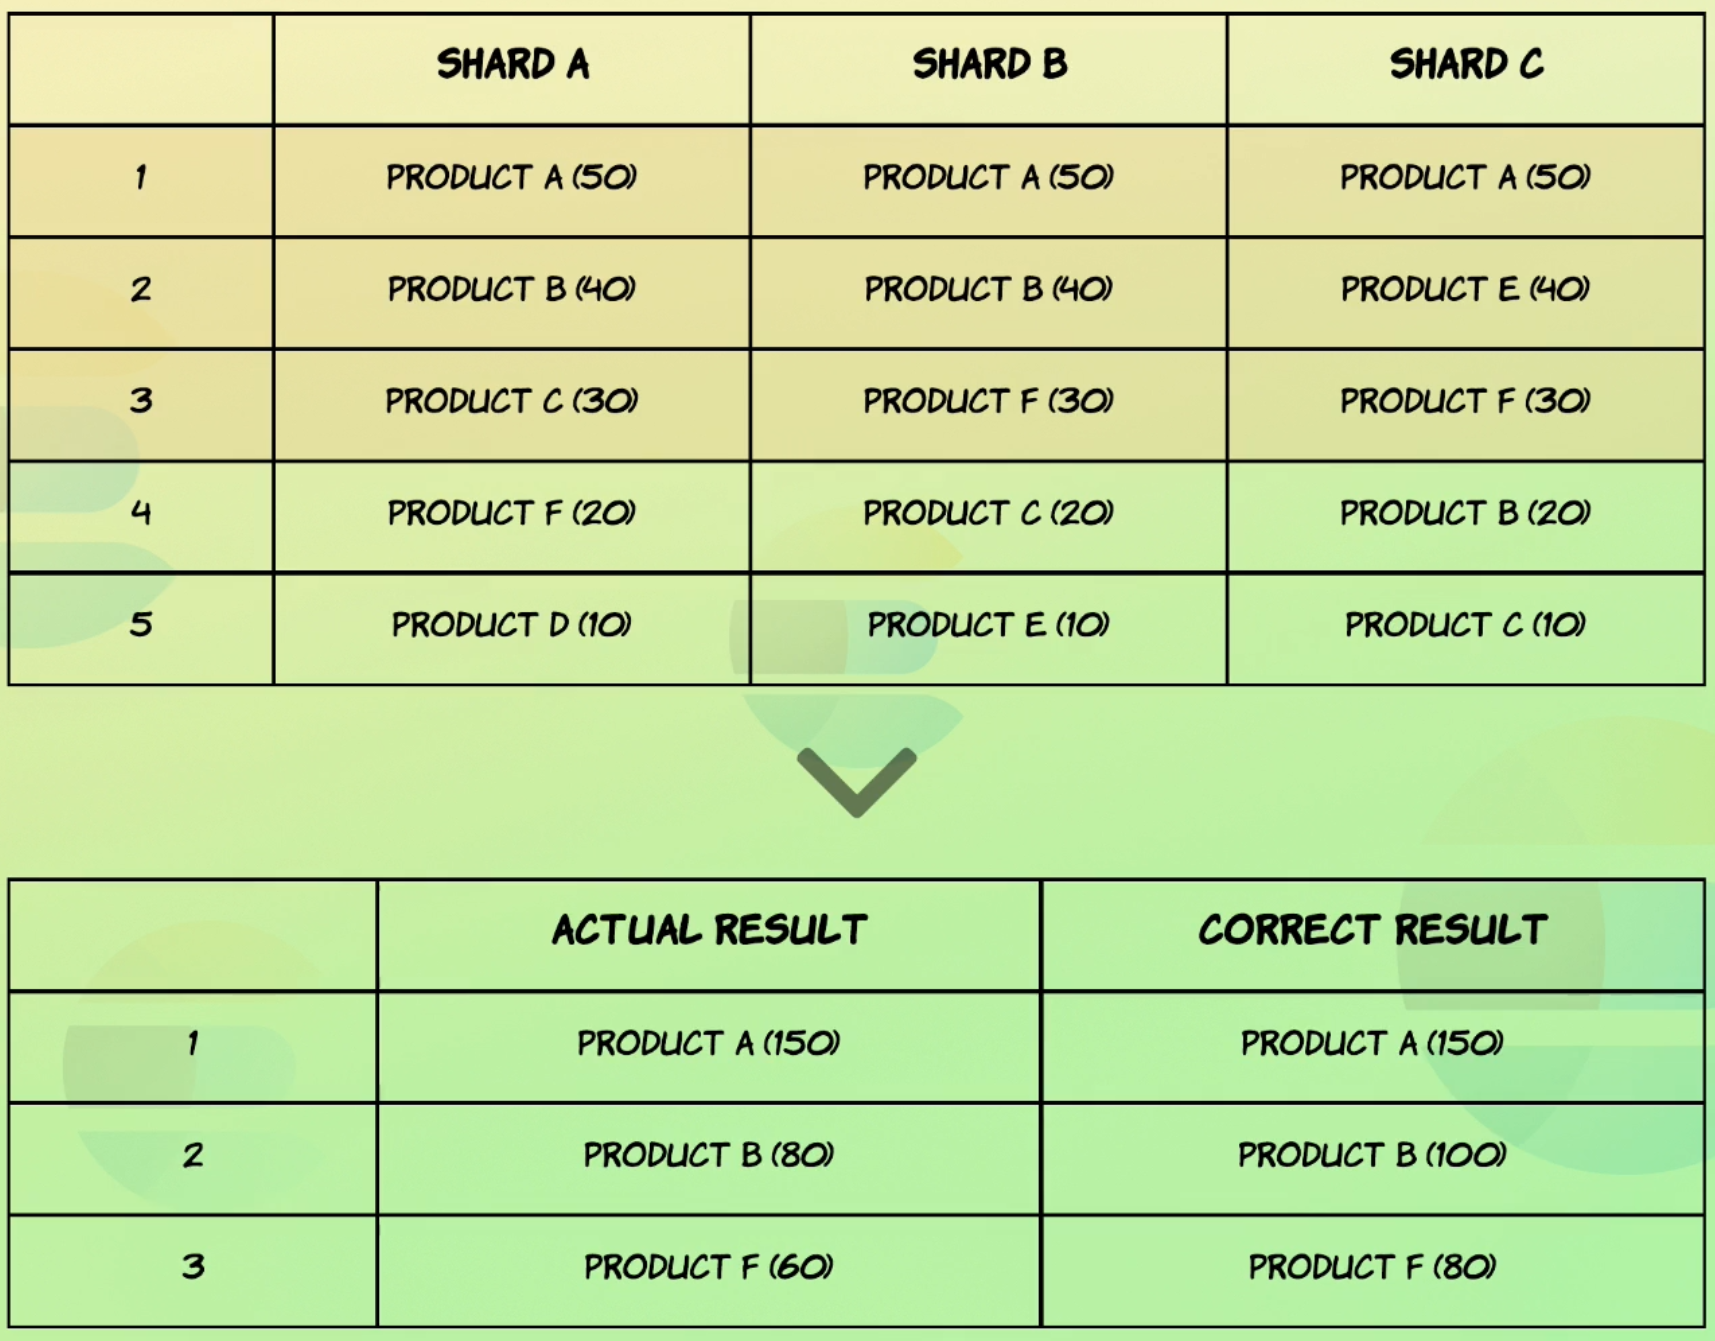 SHARD A SHARD B SHARD C
1 PRODUCT A (50) PRODUCT A (50) PRODUCT A (50)
2 PRODUCT B (40) PRODUCT B (40) PRODUCT E (40)
3 PRODUCT C (30) PRODUCT F (30) PRODUCT F (30)
4 PRODUCT F (20) PRODUCT C (20) PRODUCT B (20)
5 PRODUCT D (10) PRODUCT E (10) PRODUCT C (10)
ACTUAL RESULT CORRECT RESULT
1 PRODUCT A (150) PRODUCT A (150)
2 PRODUCT B (80) PRODUCT B (100)
3 PRODUCT F (60) PRODUCT F (80)